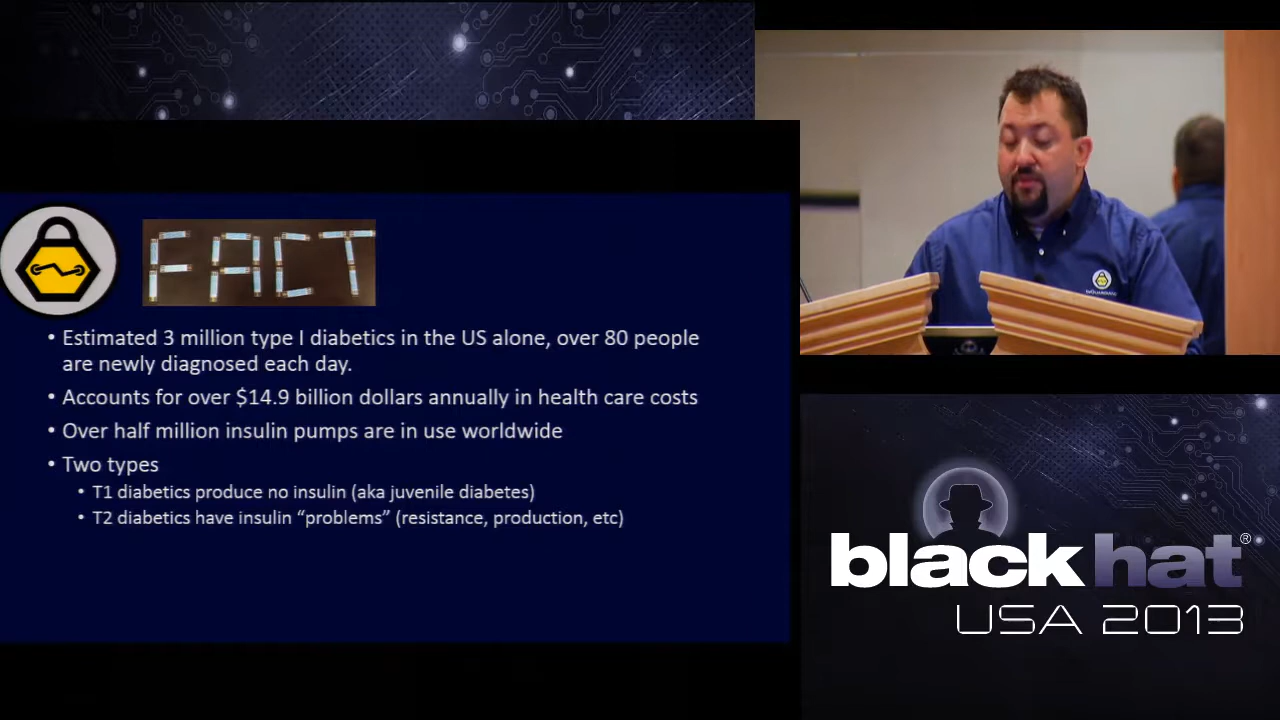 FACT
• Estimated 3 million type I diabetics in the US alone, over 80 people
are newly diagnosed each day.
• Accounts for over $14.9 billion dollars annually in health care costs
• Over half million insulin pumps are in use worldwide
• Two types
• T1 diabetics produce no insulin (aka juvenile diabetes)
• T2 diabetics have insulin “problems” (resistance, production, etc)
black hat®
USA 2013